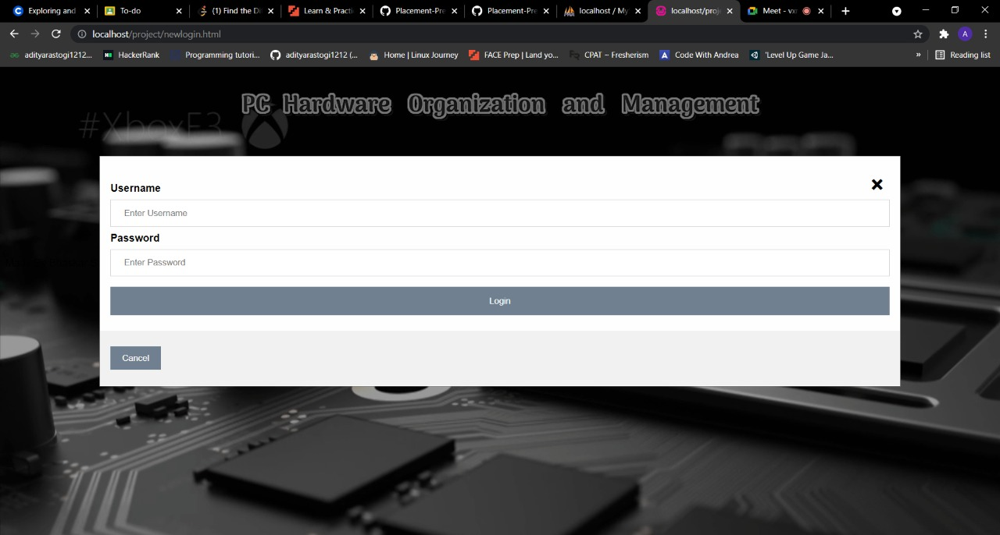 Exploring and
To-do
(1) Find the Di
Learn & Practi
Placement-Pre
Placement-Pre
localhost / My
localhost/proj
Meet - vxr
localhost/project/newlogin.html
A
adityarastogi1212...
HackerRank
Programming tutori...
adityarastogi1212 (...
Home | Linux Journey
FACE Prep | Land yo...
CPAT – Fresherism
Code With Andrea
'Level Up Game Ja...
»
Reading list
PC Hardware Organization and Management
#XboxE3
Username
Enter Username
Password
Enter Password
Login
Cancel